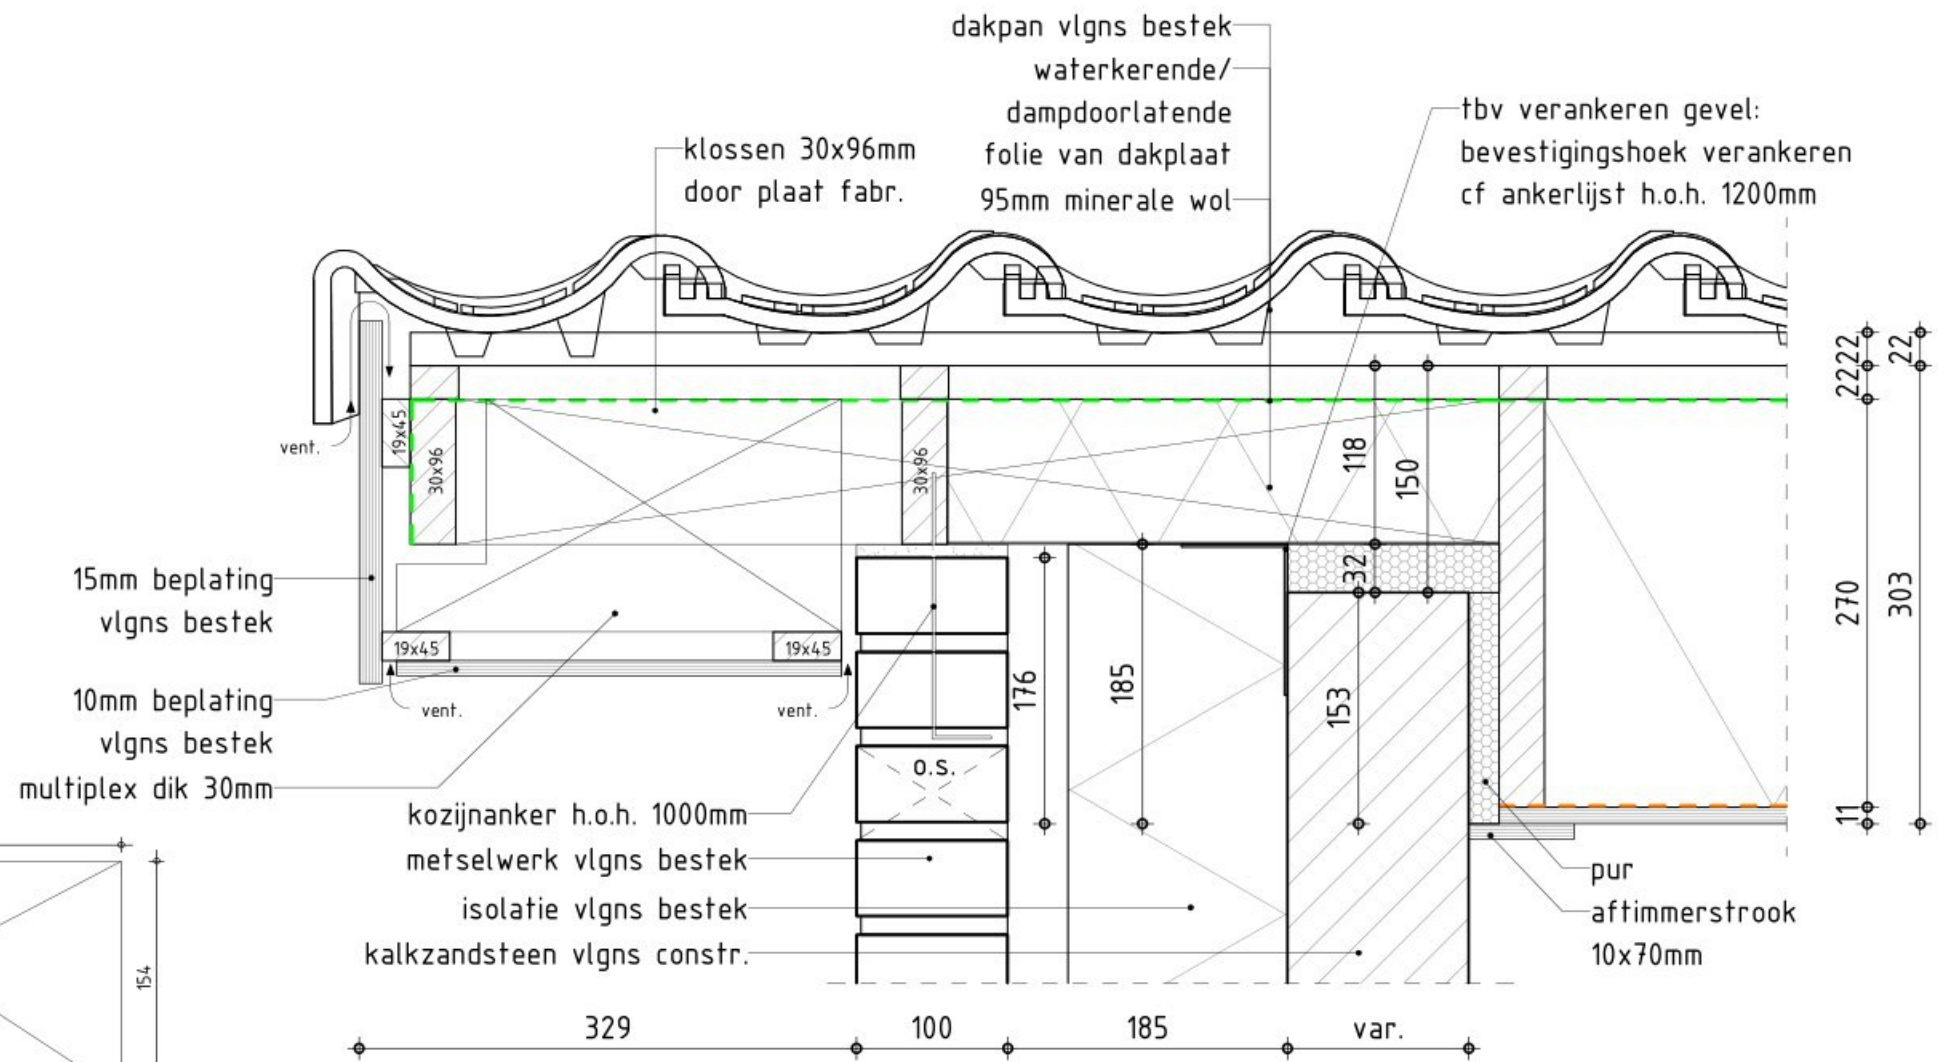 dakpan vlgns bestek
waterkerende/
dampdoorlatende
folie van dakplaat
95mm minerale wol
klossen 30x96mm
door plaat fabr.
tbv verankeren gevel:
bevestigingshoek verankeren
cf ankerlijst h.o.h. 1200mm
22
22
22
vent.
19x45
30x96
30x96
118
150
32
15mm beplating
vlgns bestek
19x45
19x45
270
303
10mm beplating
vlgns bestek
vent.
vent.
176
185
153
multiplex dik 30mm
o.s.
11
kozijnanker h.o.h. 1000mm
metselwerk vlgns bestek
isolatie vlgns bestek
kalkzandsteen vlgns constr.
pur
aftimmerstrook
10x70mm
154
329
100
185
var.